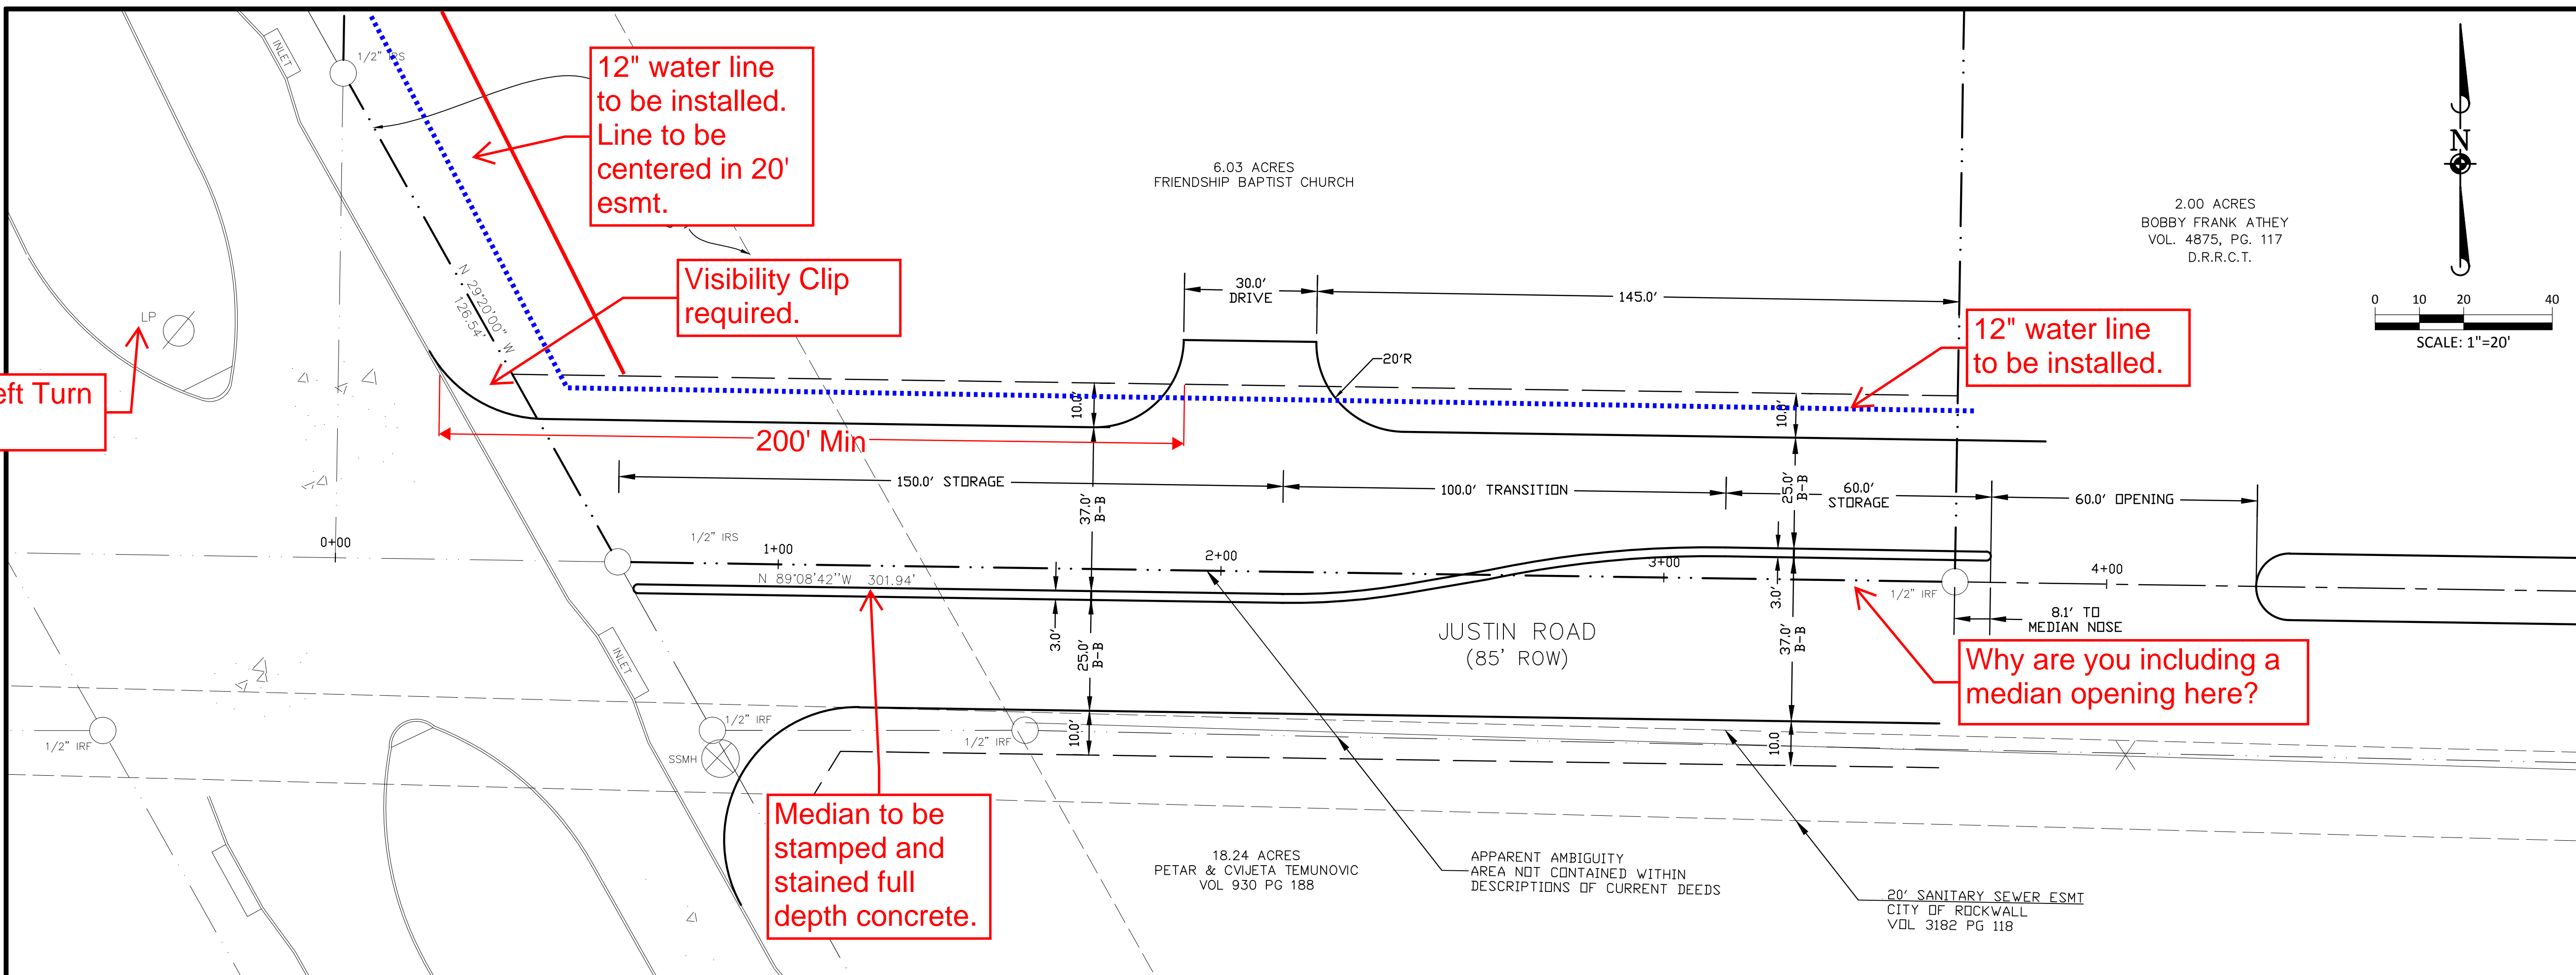 INLET
1/2" IRS
12" water line
to be installed.
Line to be
centered in 20'
esmt.
6.03 ACRES
FRIENDSHIP BAPTIST CHURCH
N
2.00 ACRES
BOBBY FRANK ATHEY
VOL. 4875, PG. 117
D.R.R.C.T.
0 10 20 40
SCALE: 1"=20'
Visibility Clip
required.
30.0'
DRIVE
145.0'
N 29°20'00" W
126.54'
LP
12" water line
to be installed.
20'R
eft Turn
10.0'
10.0'
200' Min
150.0' STORAGE
100.0' TRANSITION
60.0'
STORAGE
60.0' OPENING
37.0'
B-B
25.0'
B-B
0+00
1/2" IRS
1+00
2+00
3+00
4+00
N 89°08'42"W 301.94'
1/2" IRF
3.0'
3.0'
8.1' TO
MEDIAN NOSE
JUSTIN ROAD
(85' ROW)
25.0'
B-B
37.0'
B-B
INLET
Why are you including a
median opening here?
1/2" IRF
1/2" IRF
1/2" IRF
SSMH
10.0'
10.0
Median to be
stamped and
stained full
depth concrete.
18.24 ACRES
PETAR & CVIJETA TEMUNOVIC
VOL 930 PG 188
APPARENT AMBIGUITY
AREA NOT CONTAINED WITHIN
DESCRIPTIONS OF CURRENT DEEDS
20' SANITARY SEWER ESMT
CITY OF ROCKWALL
VOL 3182 PG 118